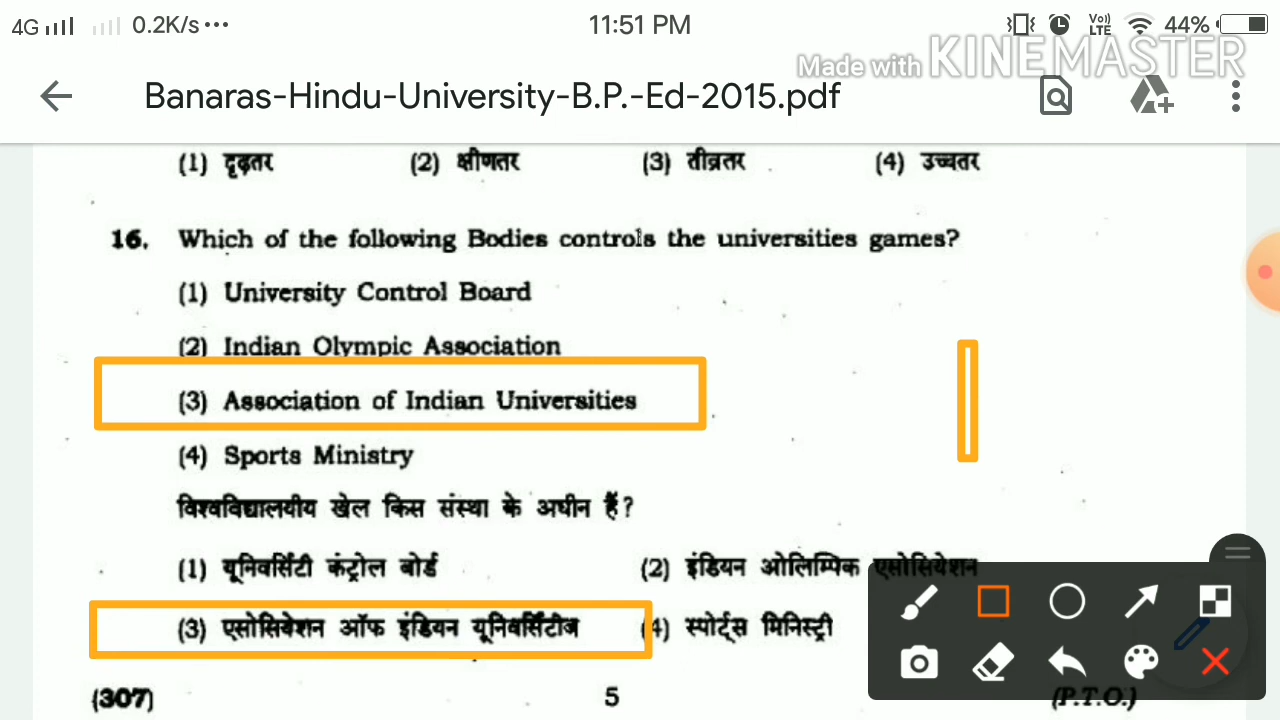 4G 0.2K/s ••• 11:51 PM Vo)) LTE 44%
Made with KINEMASTER
Banaras-Hindu-University-B.P.-Ed-2015.pdf
(1) दृढ़तर (2) क्षीणतर (3) तीव्रतर (4) उच्चतर
16. Which of the following Bodies controls the universities games?
(1) University Control Board
(2) Indian Olympic Association
(3) Association of Indian Universities
(4) Sports Ministry
विश्वविद्यालयीय खेल किस संस्था के अधीन हैं?
(1) यूनिवर्सिटी कंट्रोल बोर्ड (2) इंडियन ओलिम्पिक एसोसियेशन
(3) एसोसियेशन ऑफ इंडियन यूनिवर्सिटीज (4) स्पोर्ट्स मिनिस्ट्री
(307) 5 (P.T.O.)